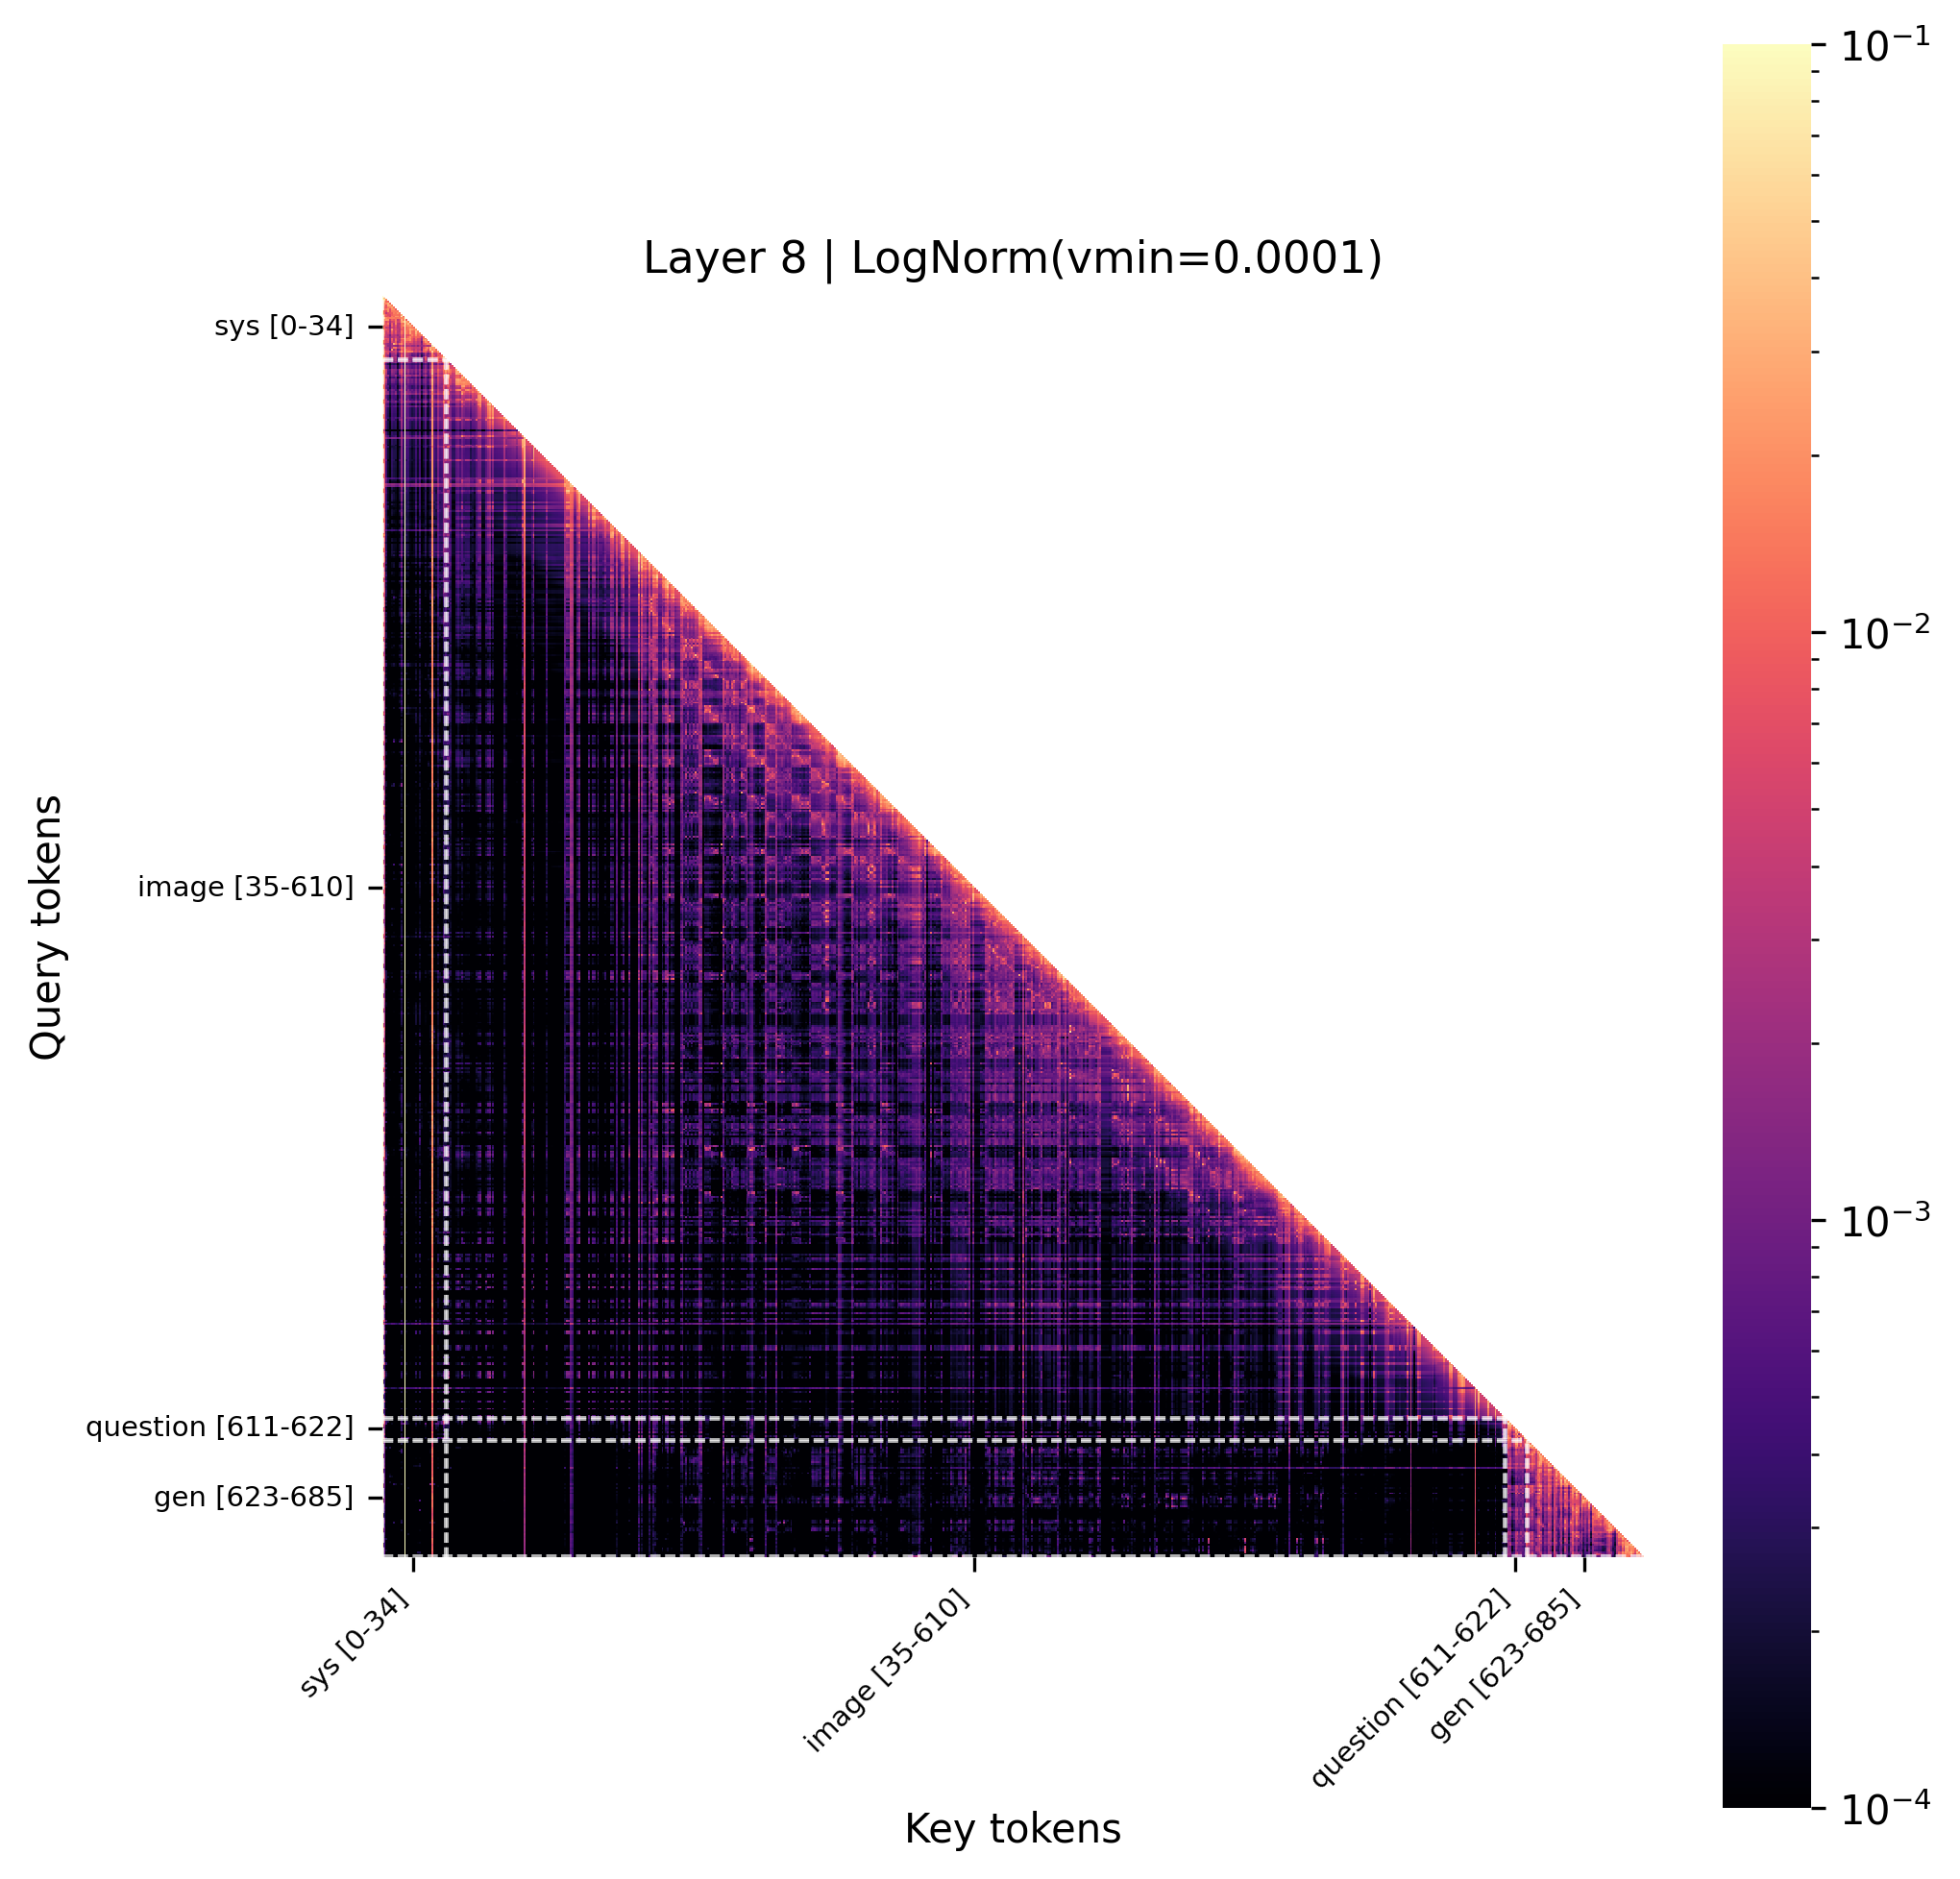 Layer 8 | LogNorm(vmin=0.0001)
sys [0-34]
image [35-610]
question [611-622]
gen [623-685]
Query tokens
sys [0-34]
image [35-610]
question [611-622]
gen [623-685]
Key tokens
10⁻¹
10⁻²
10⁻³
10⁻⁴